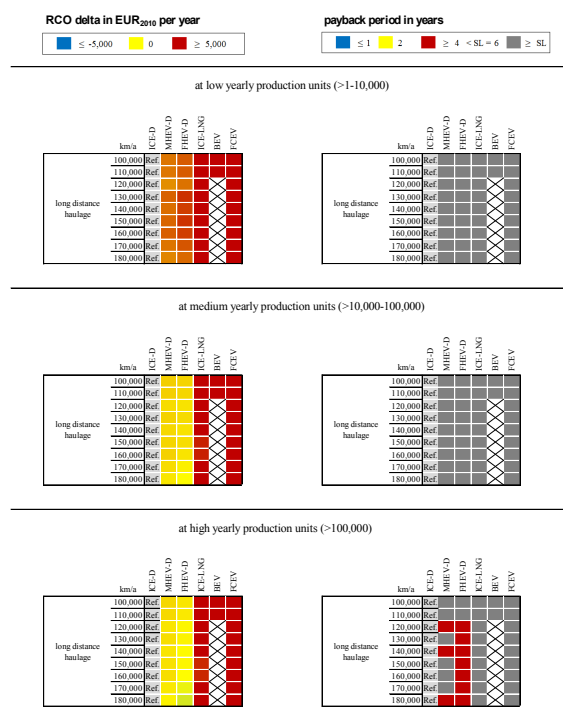 RCO delta in EUR2010 per year
payback period in years
≤ -5,000 0 ≥ 5,000
≤ 1 2 ≥ 4 < SL = 6 ≥ SL
at low yearly production units (>1-10,000)
km/a ICE-D MHEV-D FHEV-D ICE-LNG BEV FCEV
km/a ICE-D MHEV-D FHEV-D ICE-LNG BEV FCEV
long distance haulage
100,000 Ref.
110,000 Ref.
120,000 Ref.
130,000 Ref.
140,000 Ref.
150,000 Ref.
160,000 Ref.
170,000 Ref.
180,000 Ref.
long distance haulage
100,000 Ref.
110,000 Ref.
120,000 Ref.
130,000 Ref.
140,000 Ref.
150,000 Ref.
160,000 Ref.
170,000 Ref.
180,000 Ref.
at medium yearly production units (>10,000-100,000)
km/a ICE-D MHEV-D FHEV-D ICE-LNG BEV FCEV
km/a ICE-D MHEV-D FHEV-D ICE-LNG BEV FCEV
long distance haulage
100,000 Ref.
110,000 Ref.
120,000 Ref.
130,000 Ref.
140,000 Ref.
150,000 Ref.
160,000 Ref.
170,000 Ref.
180,000 Ref.
long distance haulage
100,000 Ref.
110,000 Ref.
120,000 Ref.
130,000 Ref.
140,000 Ref.
150,000 Ref.
160,000 Ref.
170,000 Ref.
180,000 Ref.
at high yearly production units (>100,000)
km/a ICE-D MHEV-D FHEV-D ICE-LNG BEV FCEV
km/a ICE-D MHEV-D FHEV-D ICE-LNG BEV FCEV
long distance haulage
100,000 Ref.
110,000 Ref.
120,000 Ref.
130,000 Ref.
140,000 Ref.
150,000 Ref.
160,000 Ref.
170,000 Ref.
180,000 Ref.
long distance haulage
100,000 Ref.
110,000 Ref.
120,000 Ref.
130,000 Ref.
140,000 Ref.
150,000 Ref.
160,000 Ref.
170,000 Ref.
180,000 Ref.